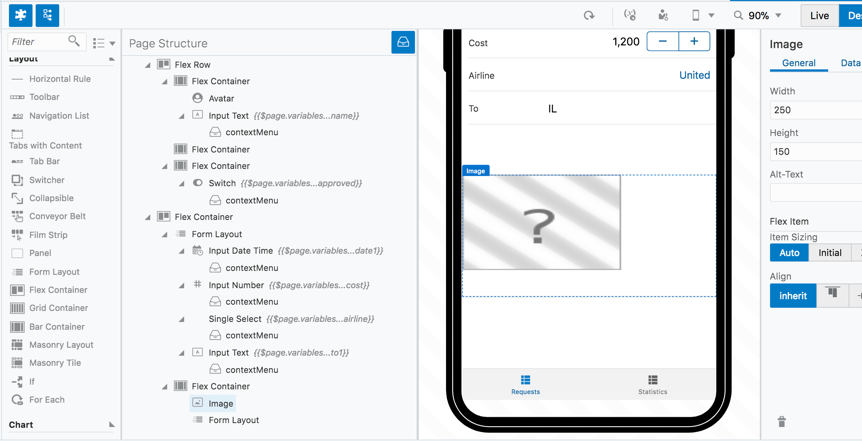 90%
Live
De
Filter
Page Structure
Layout
Horizontal Rule
Toolbar
Navigation List
Tabs with Content
Tab Bar
Switcher
Collapsible
Conveyor Belt
Film Strip
Panel
Form Layout
Flex Container
Grid Container
Bar Container
Masonry Layout
Masonry Tile
If
For Each
Chart
Flex Row
Flex Container
Avatar
Input Text {{$page.variables...name}}
contextMenu
Flex Container
Flex Container
Switch {{$page.variables...approved}}
contextMenu
Flex Container
Form Layout
Input Date Time {{$page.variables...date1}}
contextMenu
Input Number {{$page.variables...cost}}
contextMenu
Single Select {{$page.variables...airline}}
contextMenu
Input Text {{$page.variables...to1}}
contextMenu
Flex Container
Image
Form Layout
Cost 1,200 − +
Airline United
To IL
Image
?
Requests Statistics
Image
General Data
Width
250
Height
150
Alt-Text
Flex Item
Item Sizing
Auto Initial
Align
inherit